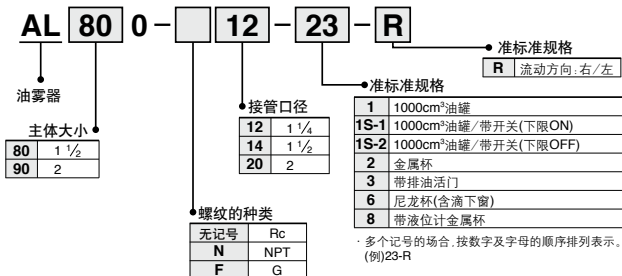 AL 80 0 - 12 - 23 - R
油雾器
主体大小
80 1 1/2
90 2
螺纹的种类
无记号 Rc
N NPT
F G
接管口径
12 1 1/4
14 1 1/2
20 2
准标准规格
1 1000cm³油罐
1S-1 1000cm³油罐/带开关(下限ON)
1S-2 1000cm³油罐/带开关(下限OFF)
2 金属杯
3 带排油活门
6 尼龙杯(含滴下窗)
8 带液位计金属杯
·多个记号的场合,按数字及字母的顺序排列表示。
(例)23-R
准标准规格
R 流动方向:右/左